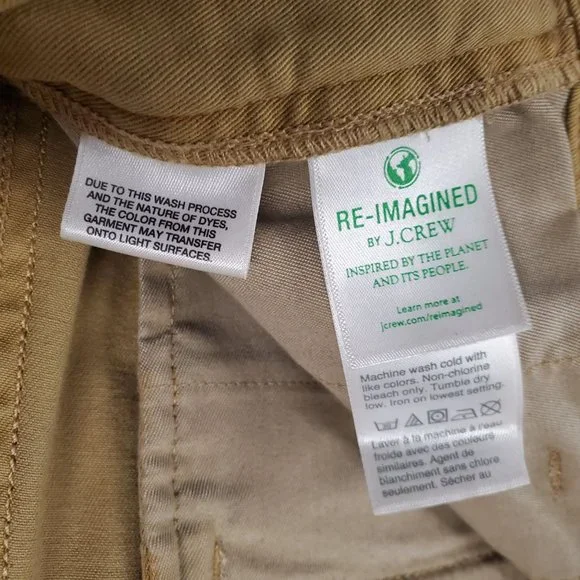 DUE TO THIS WASH PROCESS
AND THE NATURE OF DYES,
THE COLOR FROM THIS
GARMENT MAY TRANSFER
ONTO LIGHT SURFACES.
RE-IMAGINED
BY J.CREW
INSPIRED BY THE PLANET
AND ITS PEOPLE.
Learn more at
jcrew.com/reimagined
Machine wash cold with
like colors. Non-chlorine
bleach only. Tumble dry
low. Iron on lowest setting.
Laver à la machine à l'eau
froide avec des couleurs
similaires. Agent de
blanchiment sans chlore
seulement. Sécher au